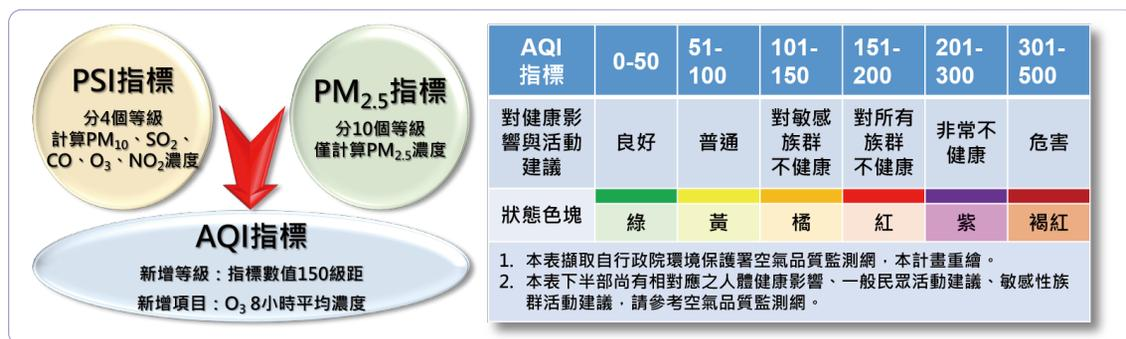 PSI指標
分4個等級
計算PM10、SO2、
CO、O3、NO2濃度
PM2.5指標
分10個等級
僅計算PM2.5濃度
AQI指標
新增等級：指標數值150級距
新增項目：O3 8小時平均濃度
AQI
指標
0-50
51-
100
101-
150
151-
200
201-
300
301-
500
對健康影
響與活動
建議
良好
普通
對敏感
族群
不健康
對所有
族群
不健康
非常不
健康
危害
狀態色塊
綠
黃
橘
紅
紫
褐紅
1. 本表擷取自行政院環境保護署空氣品質監測網，本計畫重繪。
2. 本表下半部尚有相對應之人體健康影響、一般民眾活動建議、敏感性族
群活動建議，請參考空氣品質監測網。